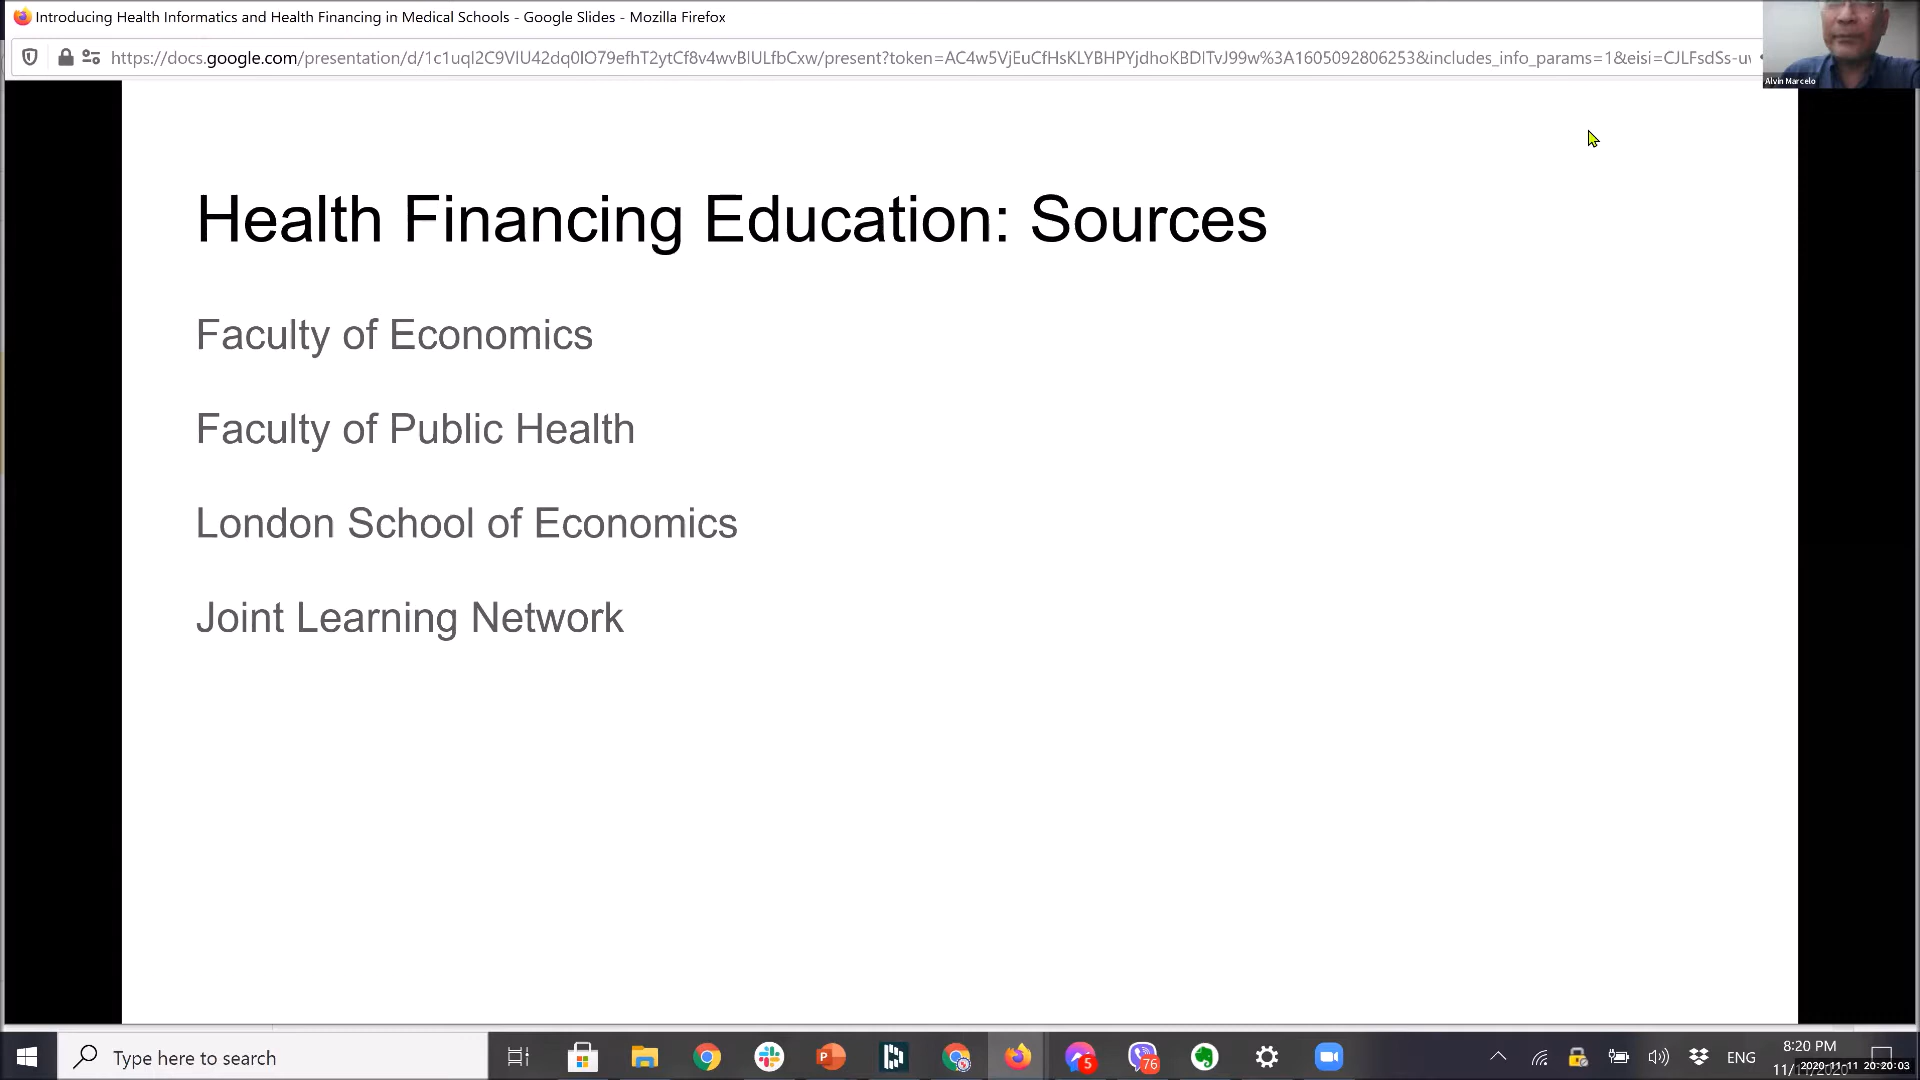 Introducing Health Informatics and Health Financing in Medical Schools - Google Slides - Mozilla Firefox
https://docs.google.com/presentation/d/1c1uqI2C9VIU42dq0IO79efhT2ytCf8v4wvBIULfbCxw/present?token=AC4w5VjEuCfHsKLYBHPYjdhoKBDITvJ99w%3A1605092806253&includes_info_params=1&eisi=CJLFsdSs-uv
Alvin Marcelo
Health Financing Education: Sources
Faculty of Economics
Faculty of Public Health
London School of Economics
Joint Learning Network
Type here to search
5
76
ENG
8:20 PM
2020-11-11 20:20:03